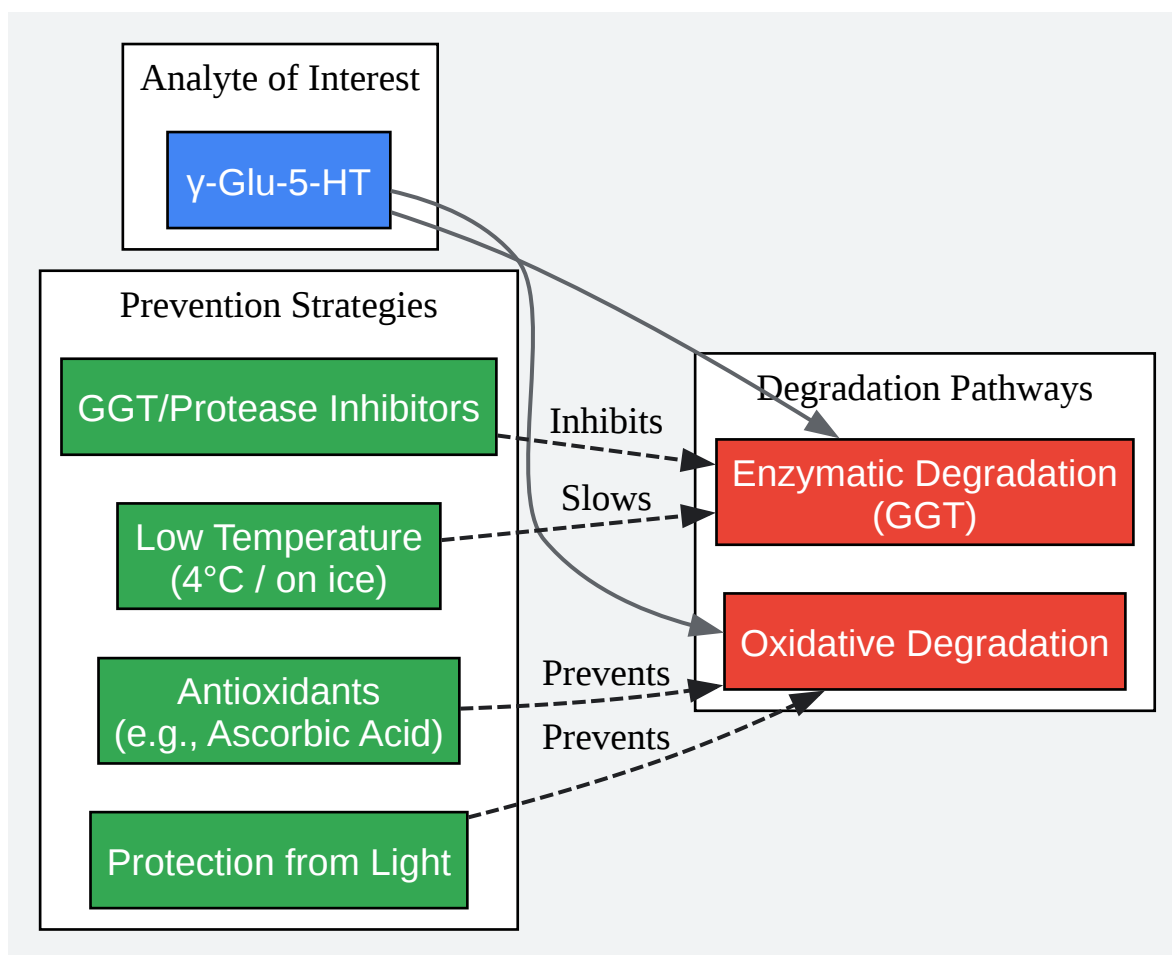 Analyte of Interest
γ-Glu-5-HT
Prevention Strategies
GGT/Protease Inhibitors
Low Temperature
(4°C / on ice)
Antioxidants
(e.g., Ascorbic Acid)
Protection from Light
Inhibits
Slows
Prevents
Prevents
Degradation Pathways
Enzymatic Degradation
(GGT)
Oxidative Degradation